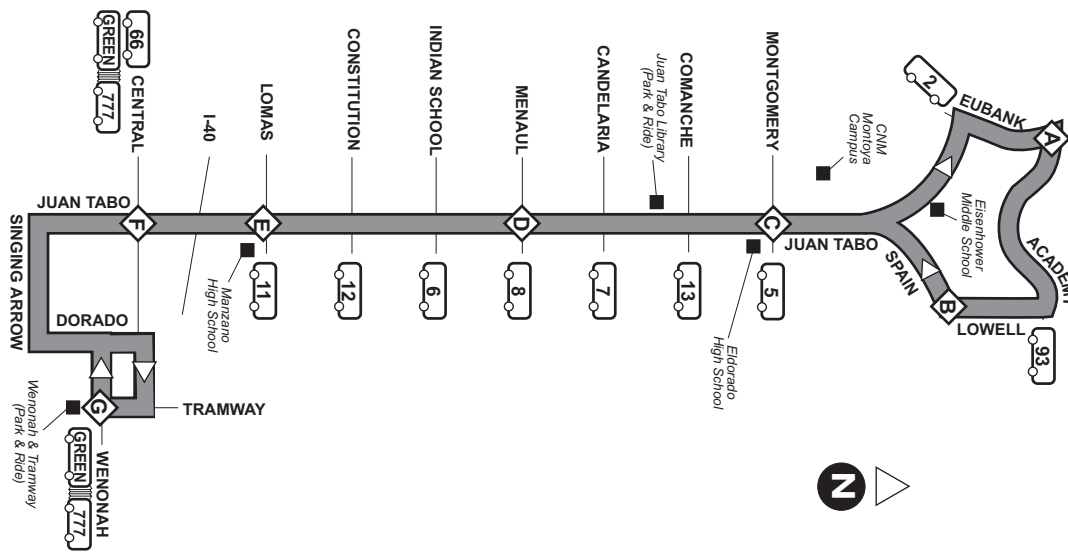 66
GREEN 777
CENTRAL
I-40
LOMAS
CONSTITUTION
INDIAN SCHOOL
MENAUL
CANDELARIA
Juan Tabo Library
(Park & Ride)
COMANCHE
MONTGOMERY
CNM
Montoya
Campus
2
EUBANK
A
Eisenhower
Middle School
ACADEMY
JUAN TABO
F
E
D
C
JUAN TABO
SPAIN
B
LOWELL
93
SINGING ARROW
DORADO
Manzano
High School
11
12
6
8
7
13
5
Eldorado
High School
G
TRAMWAY
Wenonah & Tramway
(Park & Ride)
WENONAH
GREEN 777
N